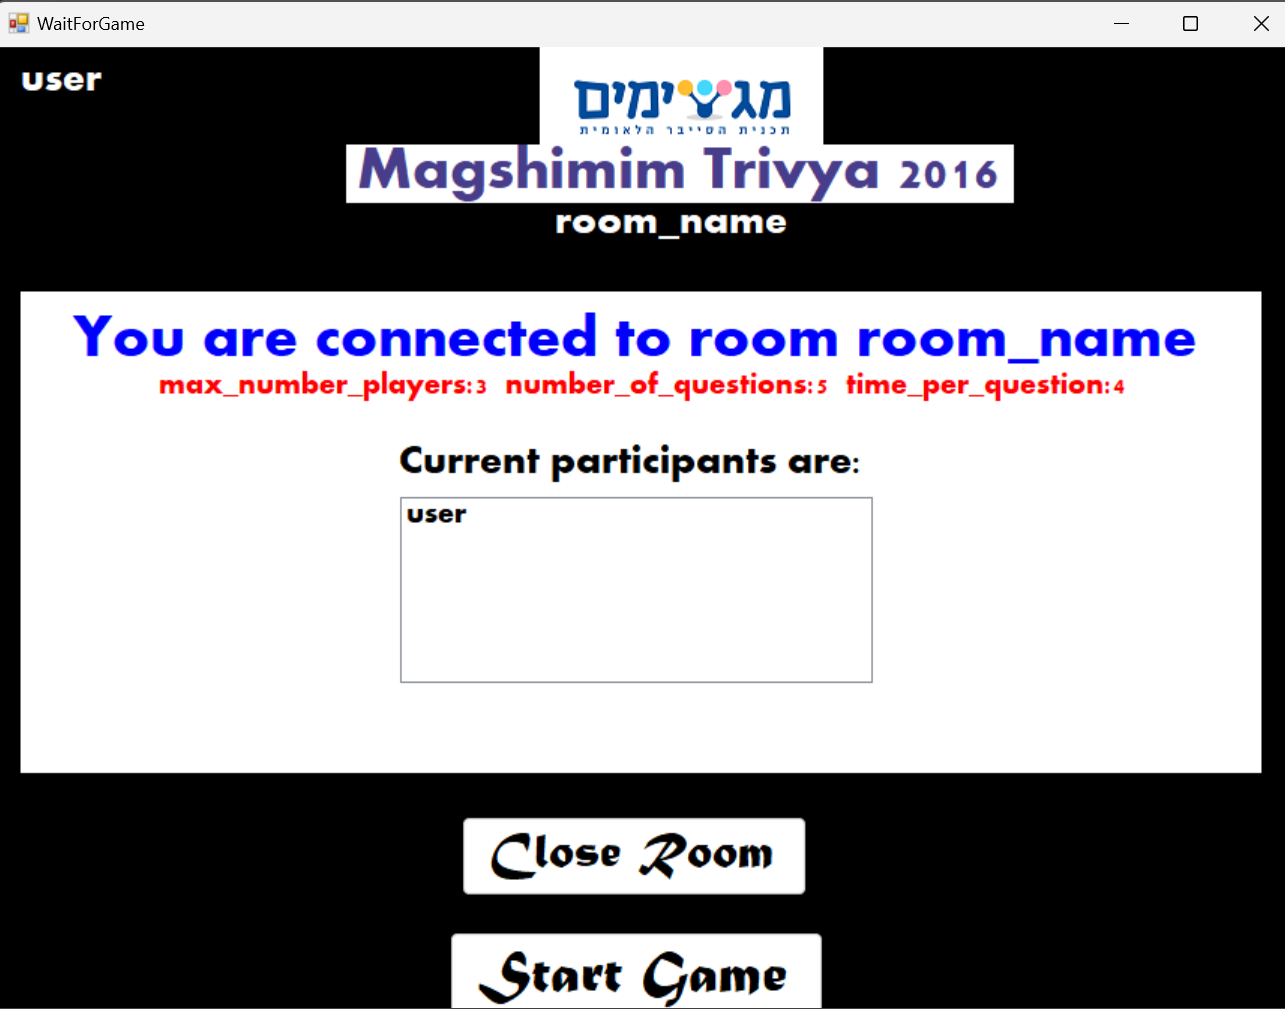 WaitForGame
user
מגשימים
תכנית הסייבר הלאומית
Magshimim Trivya 2016
room_name
You are connected to room room_name
max_number_players: 3 number_of_questions: 5 time_per_question: 4
Current participants are:
user
Close Room
Start Game